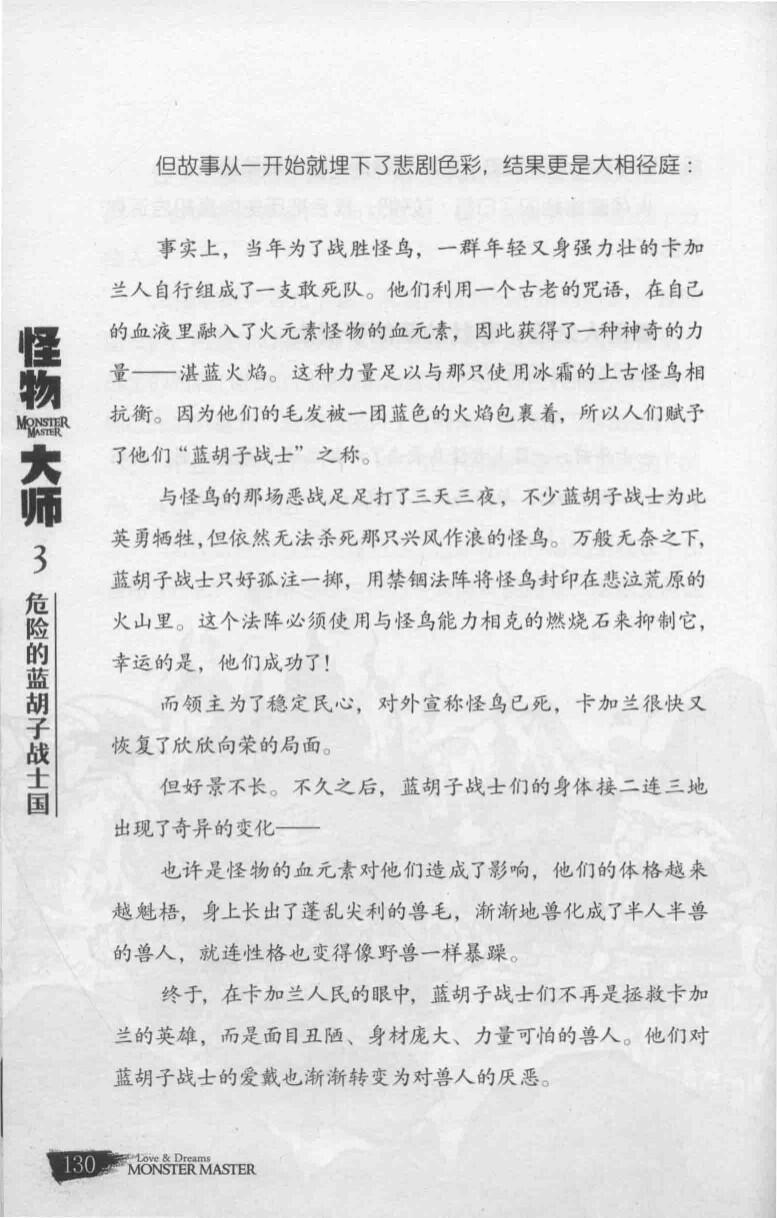 但故事从一开始就埋下了悲剧色彩，结果更是大相径庭：
事实上，当年为了战胜怪鸟，一群年轻又身强力壮的卡加
兰人自行组成了一支敢死队。他们利用一个古老的咒语，在自己
的血液里融入了火元素怪物的血元素，因此获得了一种神奇的力
量——湛蓝火焰。这种力量足以与那只使用冰霜的上古怪鸟相
抗衡。因为他们的毛发被一团蓝色的火焰包裹着，所以人们赋予
了他们“蓝胡子战士”之称。
与怪鸟的那场恶战足足打了三天三夜，不少蓝胡子战士为此
英勇牺牲，但依然无法杀死那只兴风作浪的怪鸟。万般无奈之下，
蓝胡子战士只好孤注一掷，用禁锢法阵将怪鸟封印在悲泣荒原的
火山里。这个法阵必须使用与怪鸟能力相克的燃烧石来抑制它，
幸运的是，他们成功了！
而领主为了稳定民心，对外宣称怪鸟已死，卡加兰很快又
恢复了欣欣向荣的局面。
但好景不长。不久之后，蓝胡子战士们的身体接二连三地
出现了奇异的变化——
也许是怪物的血元素对他们造成了影响，他们的体格越来
越魁梧，身上长出了蓬乱尖利的兽毛，渐渐地兽化成了半人半兽
的兽人，就连性格也变得像野兽一样暴躁。
终于，在卡加兰人民的眼中，蓝胡子战士们不再是拯救卡加
兰的英雄，而是面目丑陋、身材庞大、力量可怕的兽人。他们对
蓝胡子战士的爱戴也渐渐转变为对兽人的厌恶。
怪物
MONSTER
MASTER
大师
3
危险的蓝胡子战士国
130
Love & Dreams
MONSTER MASTER